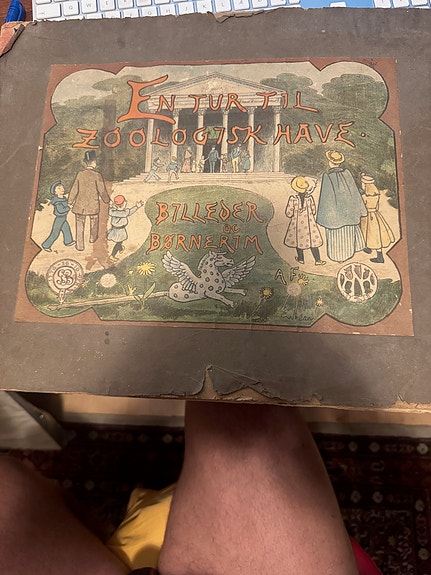 EN TUR TIL
ZOOLOGISK HAVE.
BILLEDER
OG
BØRNERIM